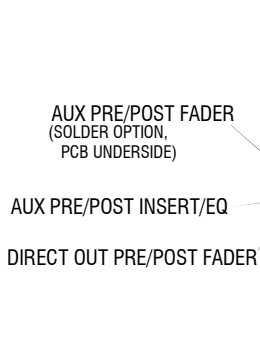 AUX PRE/POST FADER
(SOLDER OPTION,
PCB UNDERSIDE)
AUX PRE/POST INSERT/EQ
DIRECT OUT PRE/POST FADER